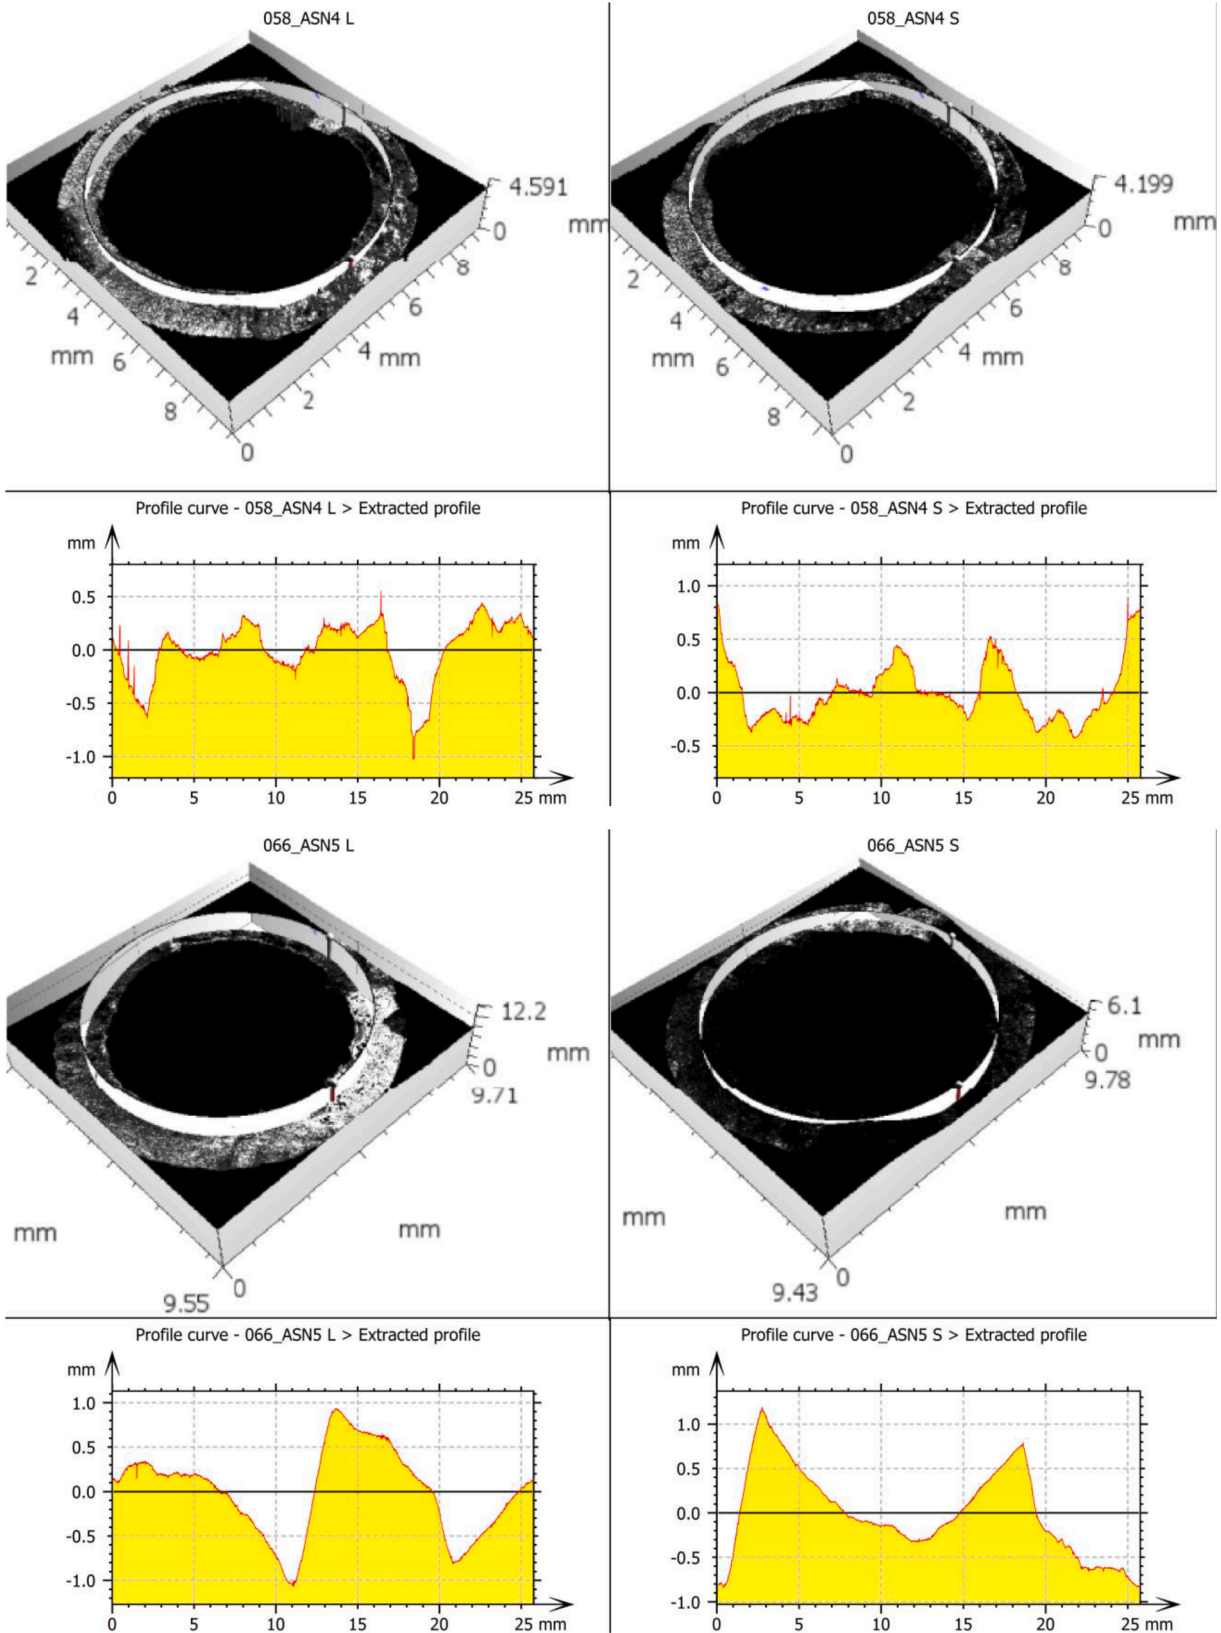 058_ASN4 L
4.591
mm
0
2 4 6 8
mm
0 2 4 6 8
mm
058_ASN4 S
4.199
mm
0
2 4 6 8
mm
0 2 4 6 8
mm
Profile curve - 058_ASN4 L > Extracted profile
mm
0.5
0.0
-0.5
-1.0
0 5 10 15 20 25 mm
Profile curve - 058_ASN4 S > Extracted profile
mm
1.0
0.5
0.0
-0.5
0 5 10 15 20 25 mm
066_ASN5 L
12.2
mm
0
9.71
mm
mm
0
9.55
066_ASN5 S
6.1
mm
0
9.78
mm
mm
0
9.43
Profile curve - 066_ASN5 L > Extracted profile
mm
1.0
0.5
0.0
-0.5
-1.0
0 5 10 15 20 25 mm
Profile curve - 066_ASN5 S > Extracted profile
mm
1.0
0.5
0.0
-0.5
-1.0
0 5 10 15 20 25 mm